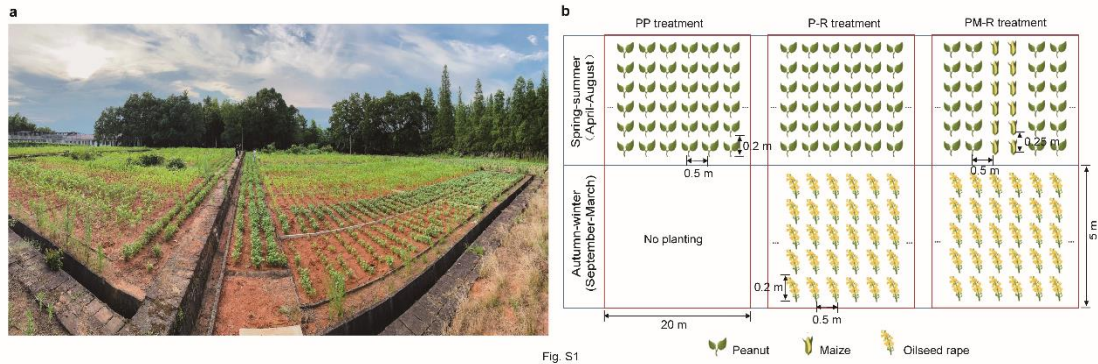 a
b
PP treatment
P-R treatment
PM-R treatment
Spring-summer
(April-August)
...
...
...
0.2 m
0.5 m
0.25 m
0.5 m
Autumn-winter
(September-March)
No planting
...
...
...
0.2 m
0.5 m
5 m
20 m
Peanut
Maize
Oilseed rape
Fig. S1